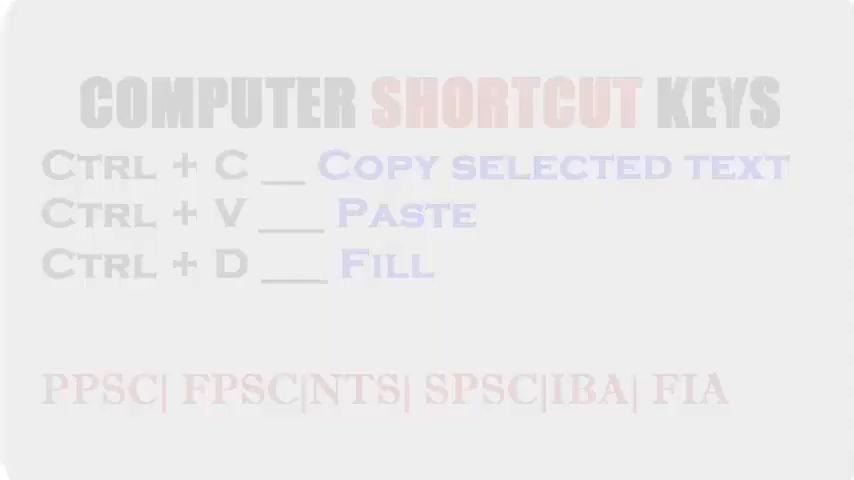 COMPUTER SHORTCUT KEYS
CTRL + C __ COPY SELECTED TEXT
CTRL + V ___ PASTE
CTRL + D ___ FILL
PPSC| FPSC|NTS| SPSC|IBA| FIA